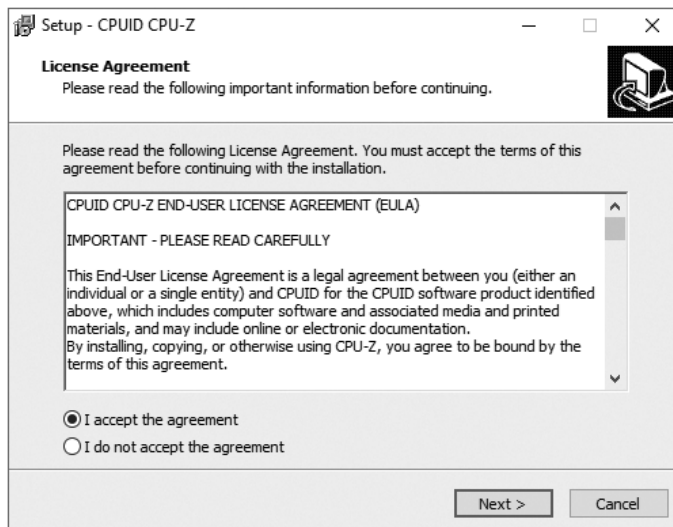 Setup - CPUID CPU-Z
License Agreement
Please read the following important information before continuing.
Please read the following License Agreement. You must accept the terms of this
agreement before continuing with the installation.
CPUID CPU-Z END-USER LICENSE AGREEMENT (EULA)
IMPORTANT - PLEASE READ CAREFULLY
This End-User License Agreement is a legal agreement between you (either an
individual or a single entity) and CPUID for the CPUID software product identified
above, which includes computer software and associated media and printed
materials, and may include online or electronic documentation.
By installing, copying, or otherwise using CPU-Z, you agree to be bound by the
terms of this agreement.
I accept the agreement
I do not accept the agreement
Next >
Cancel